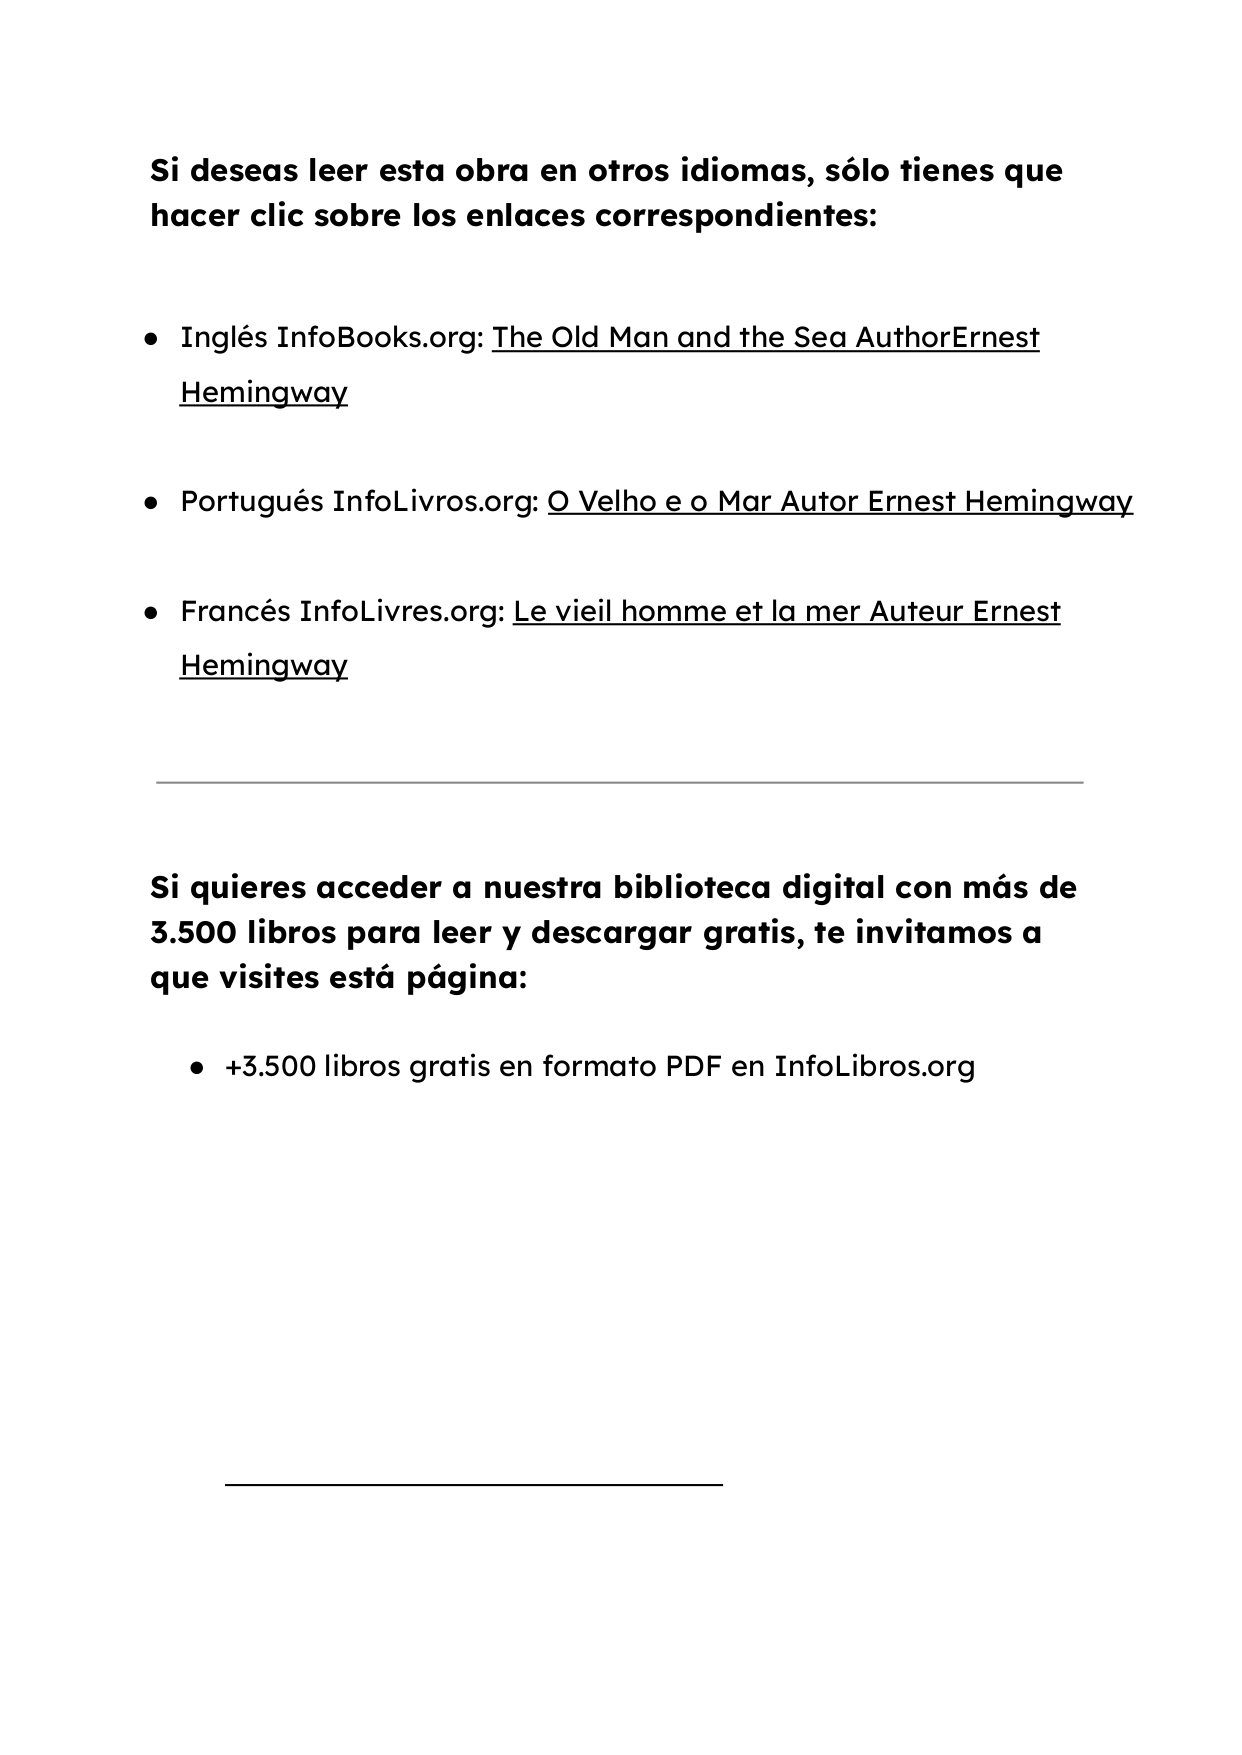 Si deseas leer esta obra en otros idiomas, sólo tienes que
hacer clic sobre los enlaces correspondientes:
● Inglés InfoBooks.org: The Old Man and the Sea AuthorErnest
Hemingway
● Portugués InfoLivros.org: O Velho e o Mar Autor Ernest Hemingway
● Francés InfoLivres.org: Le vieil homme et la mer Auteur Ernest
Hemingway
Si quieres acceder a nuestra biblioteca digital con más de
3.500 libros para leer y descargar gratis, te invitamos a
que visites está página:
● +3.500 libros gratis en formato PDF en InfoLibros.org